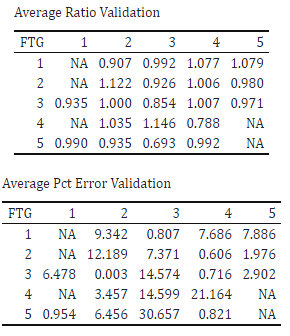 Average Ratio Validation
FTG 1 2 3 4 5
1 NA 0.907 0.992 1.077 1.079
2 NA 1.122 0.926 1.006 0.980
3 0.935 1.000 0.854 1.007 0.971
4 NA 1.035 1.146 0.788 NA
5 0.990 0.935 0.693 0.992 NA
Average Pct Error Validation
FTG 1 2 3 4 5
1 NA 9.342 0.807 7.686 7.886
2 NA 12.189 7.371 0.606 1.976
3 6.478 0.003 14.574 0.716 2.902
4 NA 3.457 14.599 21.164 NA
5 0.954 6.456 30.657 0.821 NA